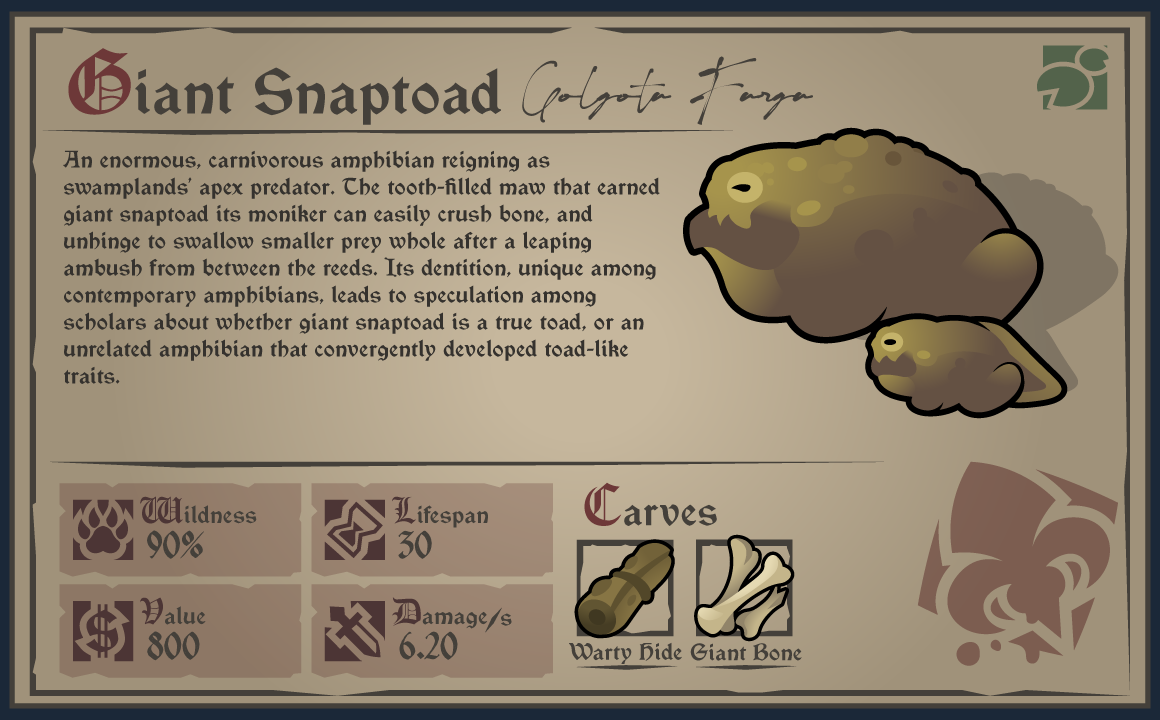 Giant Snaptoad Golgota Furga
An enormous, carnivorous amphibian reigning as
swamplands' apex predator. The tooth-filled maw that earned
giant snaptoad its moniker can easily crush bone, and
unhinge to swallow smaller prey whole after a leaping
ambush from between the reeds. Its dentition, unique among
contemporary amphibians, leads to speculation among
scholars about whether giant snaptoad is a true toad, or an
unrelated amphibian that convergently developed toad-like
traits.
Wildness
90%
Lifespan
30
Value
800
Damage/s
6.20
Carves
Warty Hide
Giant Bone